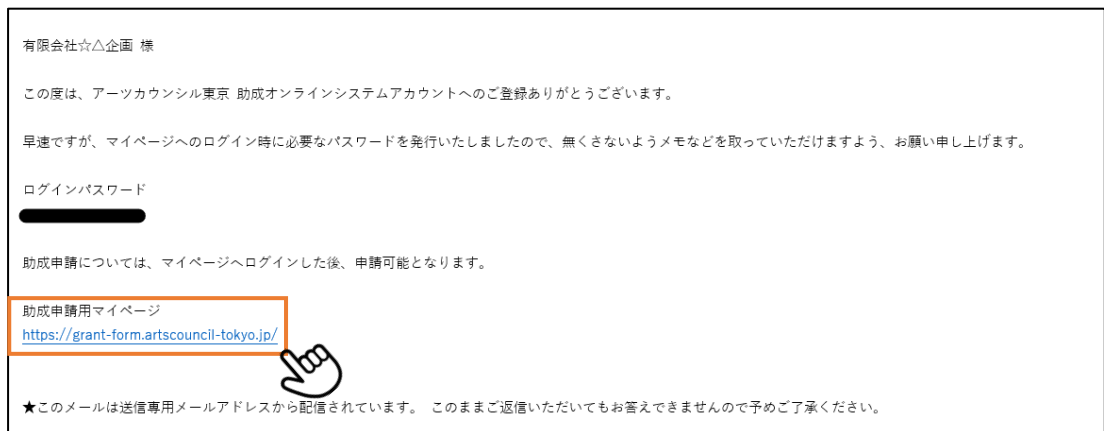 有限会社☆△企画 様
この度は、アーツカウンシル東京 助成オンラインシステムアカウントへのご登録ありがとうございます。
早速ですが、マイページへのログイン時に必要なパスワードを発行いたしましたので、無くさないようメモなどを取っていただけますよう、お願い申し上げます。
ログインパスワード
助成申請については、マイページへログインした後、申請可能となります。
助成申請用マイページ
https://grant-form.artscouncil-tokyo.jp/
★このメールは送信専用メールアドレスから配信されています。 このままご返信いただいてもお答えできませんので予めご了承ください。